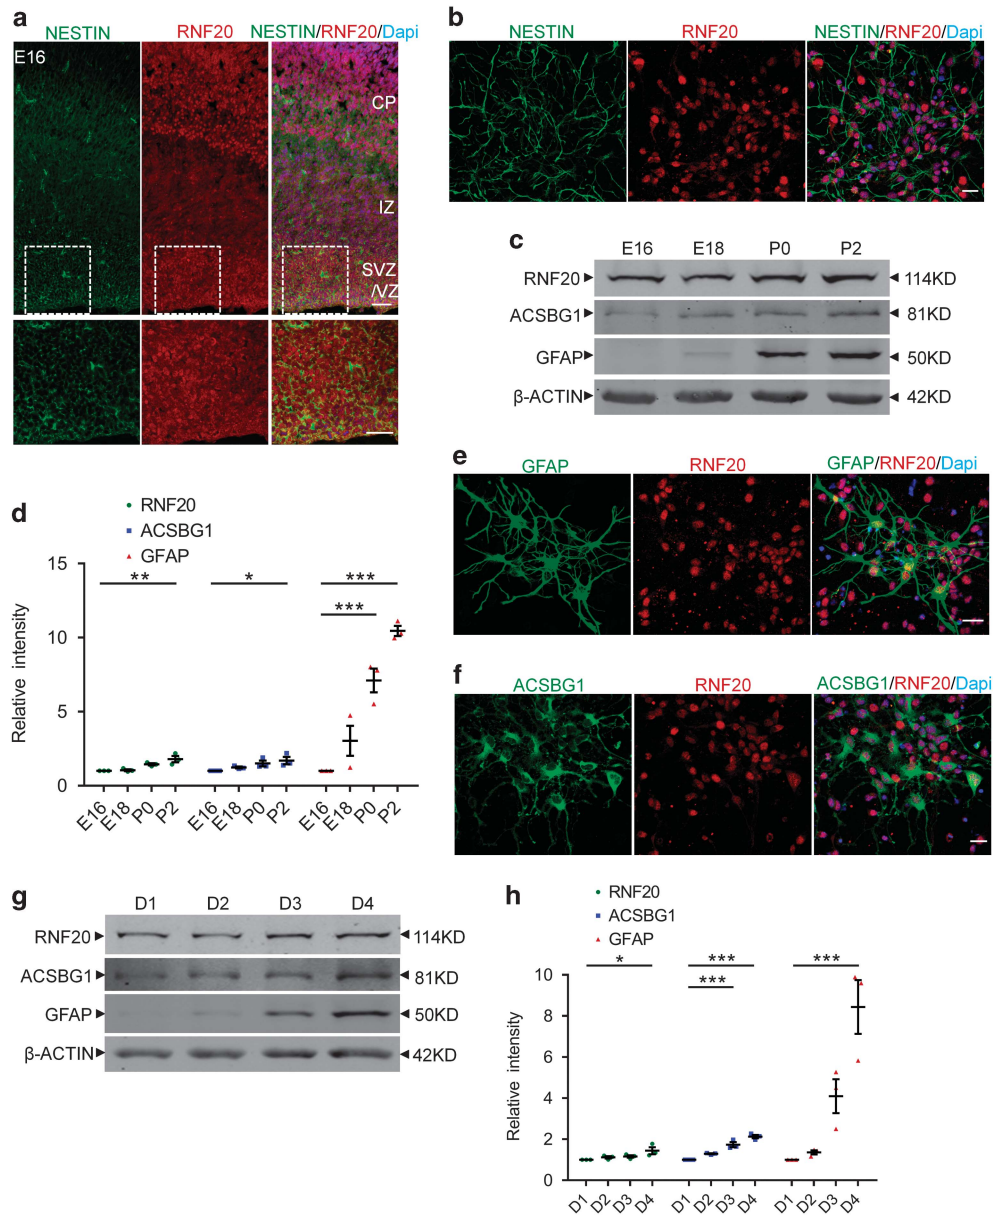 a
NESTIN RNF20 NESTIN/RNF20/Dapi
E16
CP
IZ
SVZ
/VZ
b
NESTIN RNF20 NESTIN/RNF20/Dapi
c
E16 E18 P0 P2
RNF20 114KD
ACSBG1 81KD
GFAP 50KD
β-ACTIN 42KD
d
RNF20
ACSBG1
GFAP
Relative intensity
15
10
5
0
** * ***
***
E16 E18 P0 P2 E16 E18 P0 P2 E16 E18 P0 P2
e
GFAP RNF20 GFAP/RNF20/Dapi
f
ACSBG1 RNF20 ACSBG1/RNF20/Dapi
g
D1 D2 D3 D4
RNF20 114KD
ACSBG1 81KD
GFAP 50KD
β-ACTIN 42KD
h
RNF20
ACSBG1
GFAP
Relative intensity
10
8
6
4
2
0
* *** ***
***
D1 D2 D3 D4 D1 D2 D3 D4 D1 D2 D3 D4